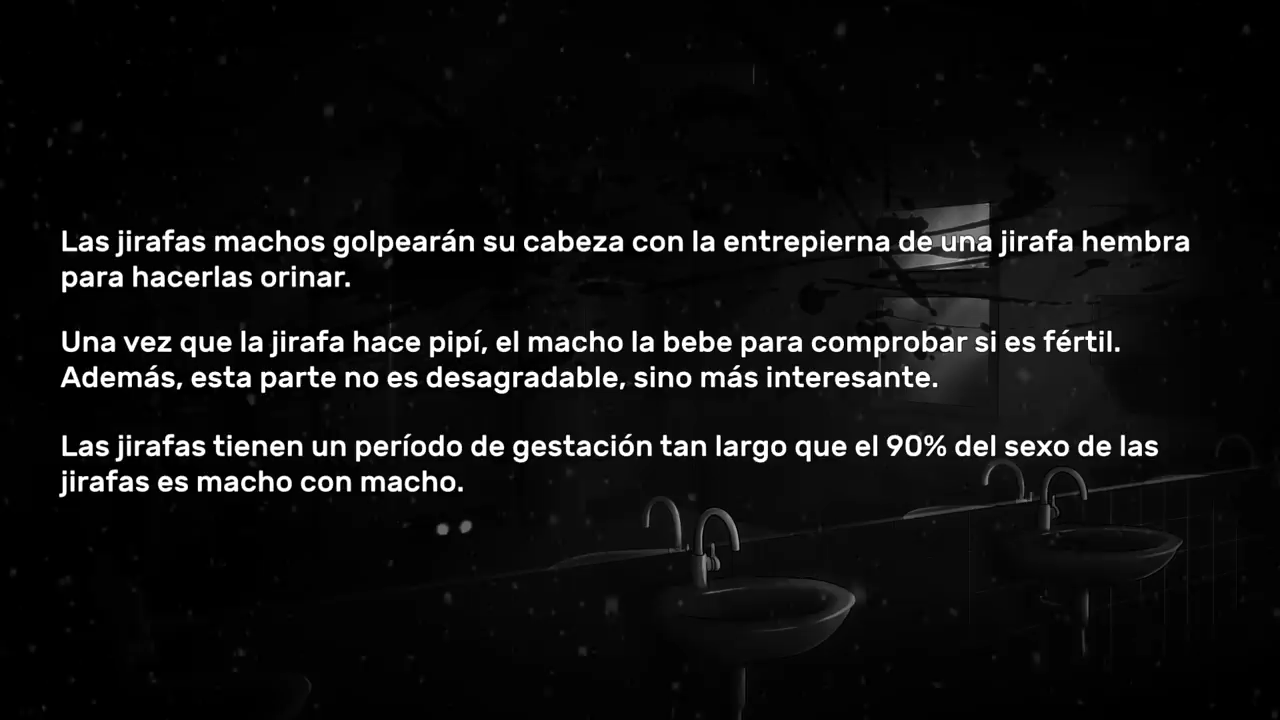 Las jirafas machos golpearán su cabeza con la entrepierna de una jirafa hembra
para hacerlas orinar.
Una vez que la jirafa hace pipí, el macho la bebe para comprobar si es fértil.
Además, esta parte no es desagradable, sino más interesante.
Las jirafas tienen un período de gestación tan largo que el 90% del sexo de las
jirafas es macho con macho.